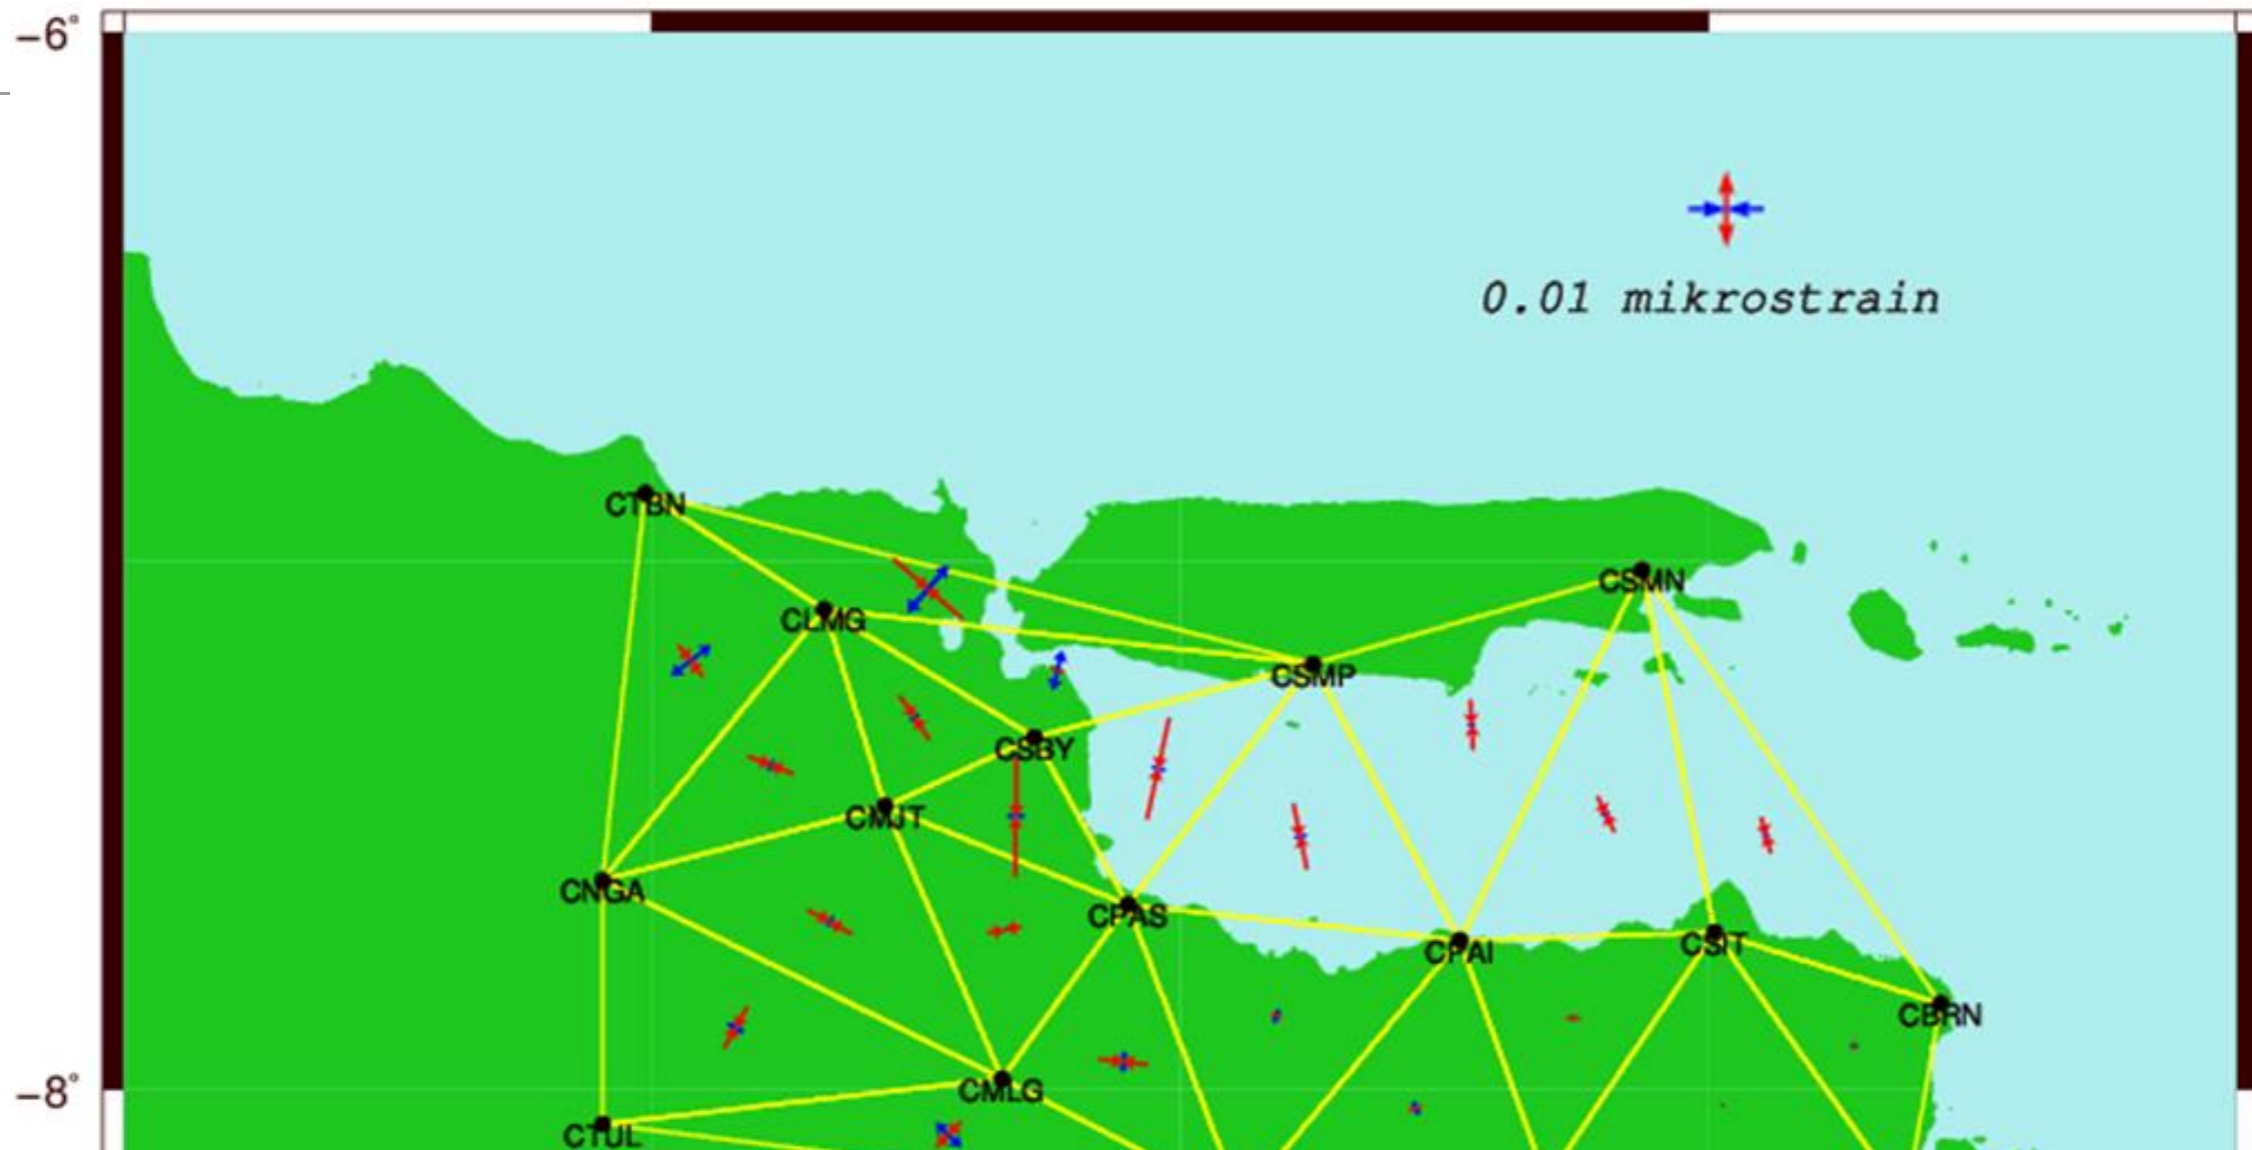 −6°
0.01 mikrostrain
CTBN
CSMN
CLMG
CSMP
CSBY
CMJT
CNGA
CPAS
CPAI
CSIT
CBRN
−8°
CMLG
CTUL